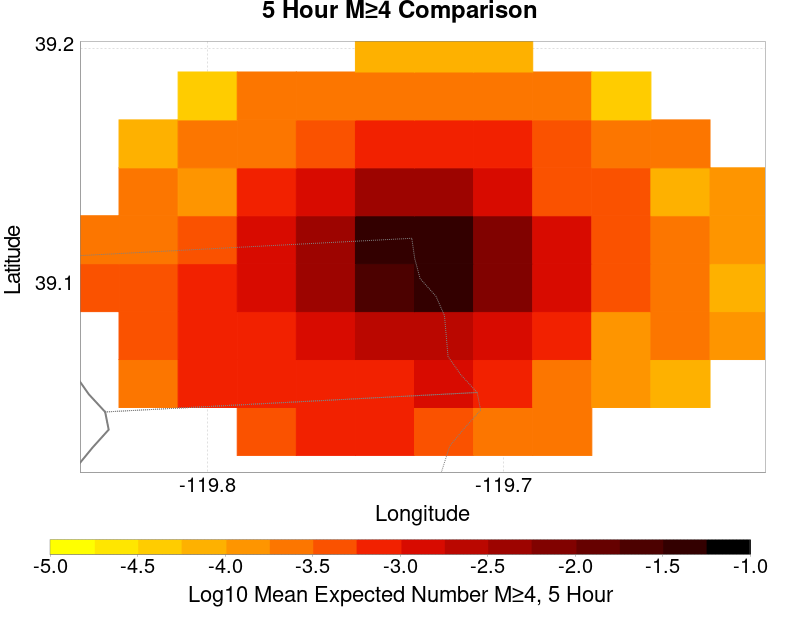 5 Hour M≥4 Comparison
39.2
39.1
Latitude
-119.8 -119.7
Longitude
-5.0 -4.5 -4.0 -3.5 -3.0 -2.5 -2.0 -1.5 -1.0
Log10 Mean Expected Number M≥4, 5 Hour